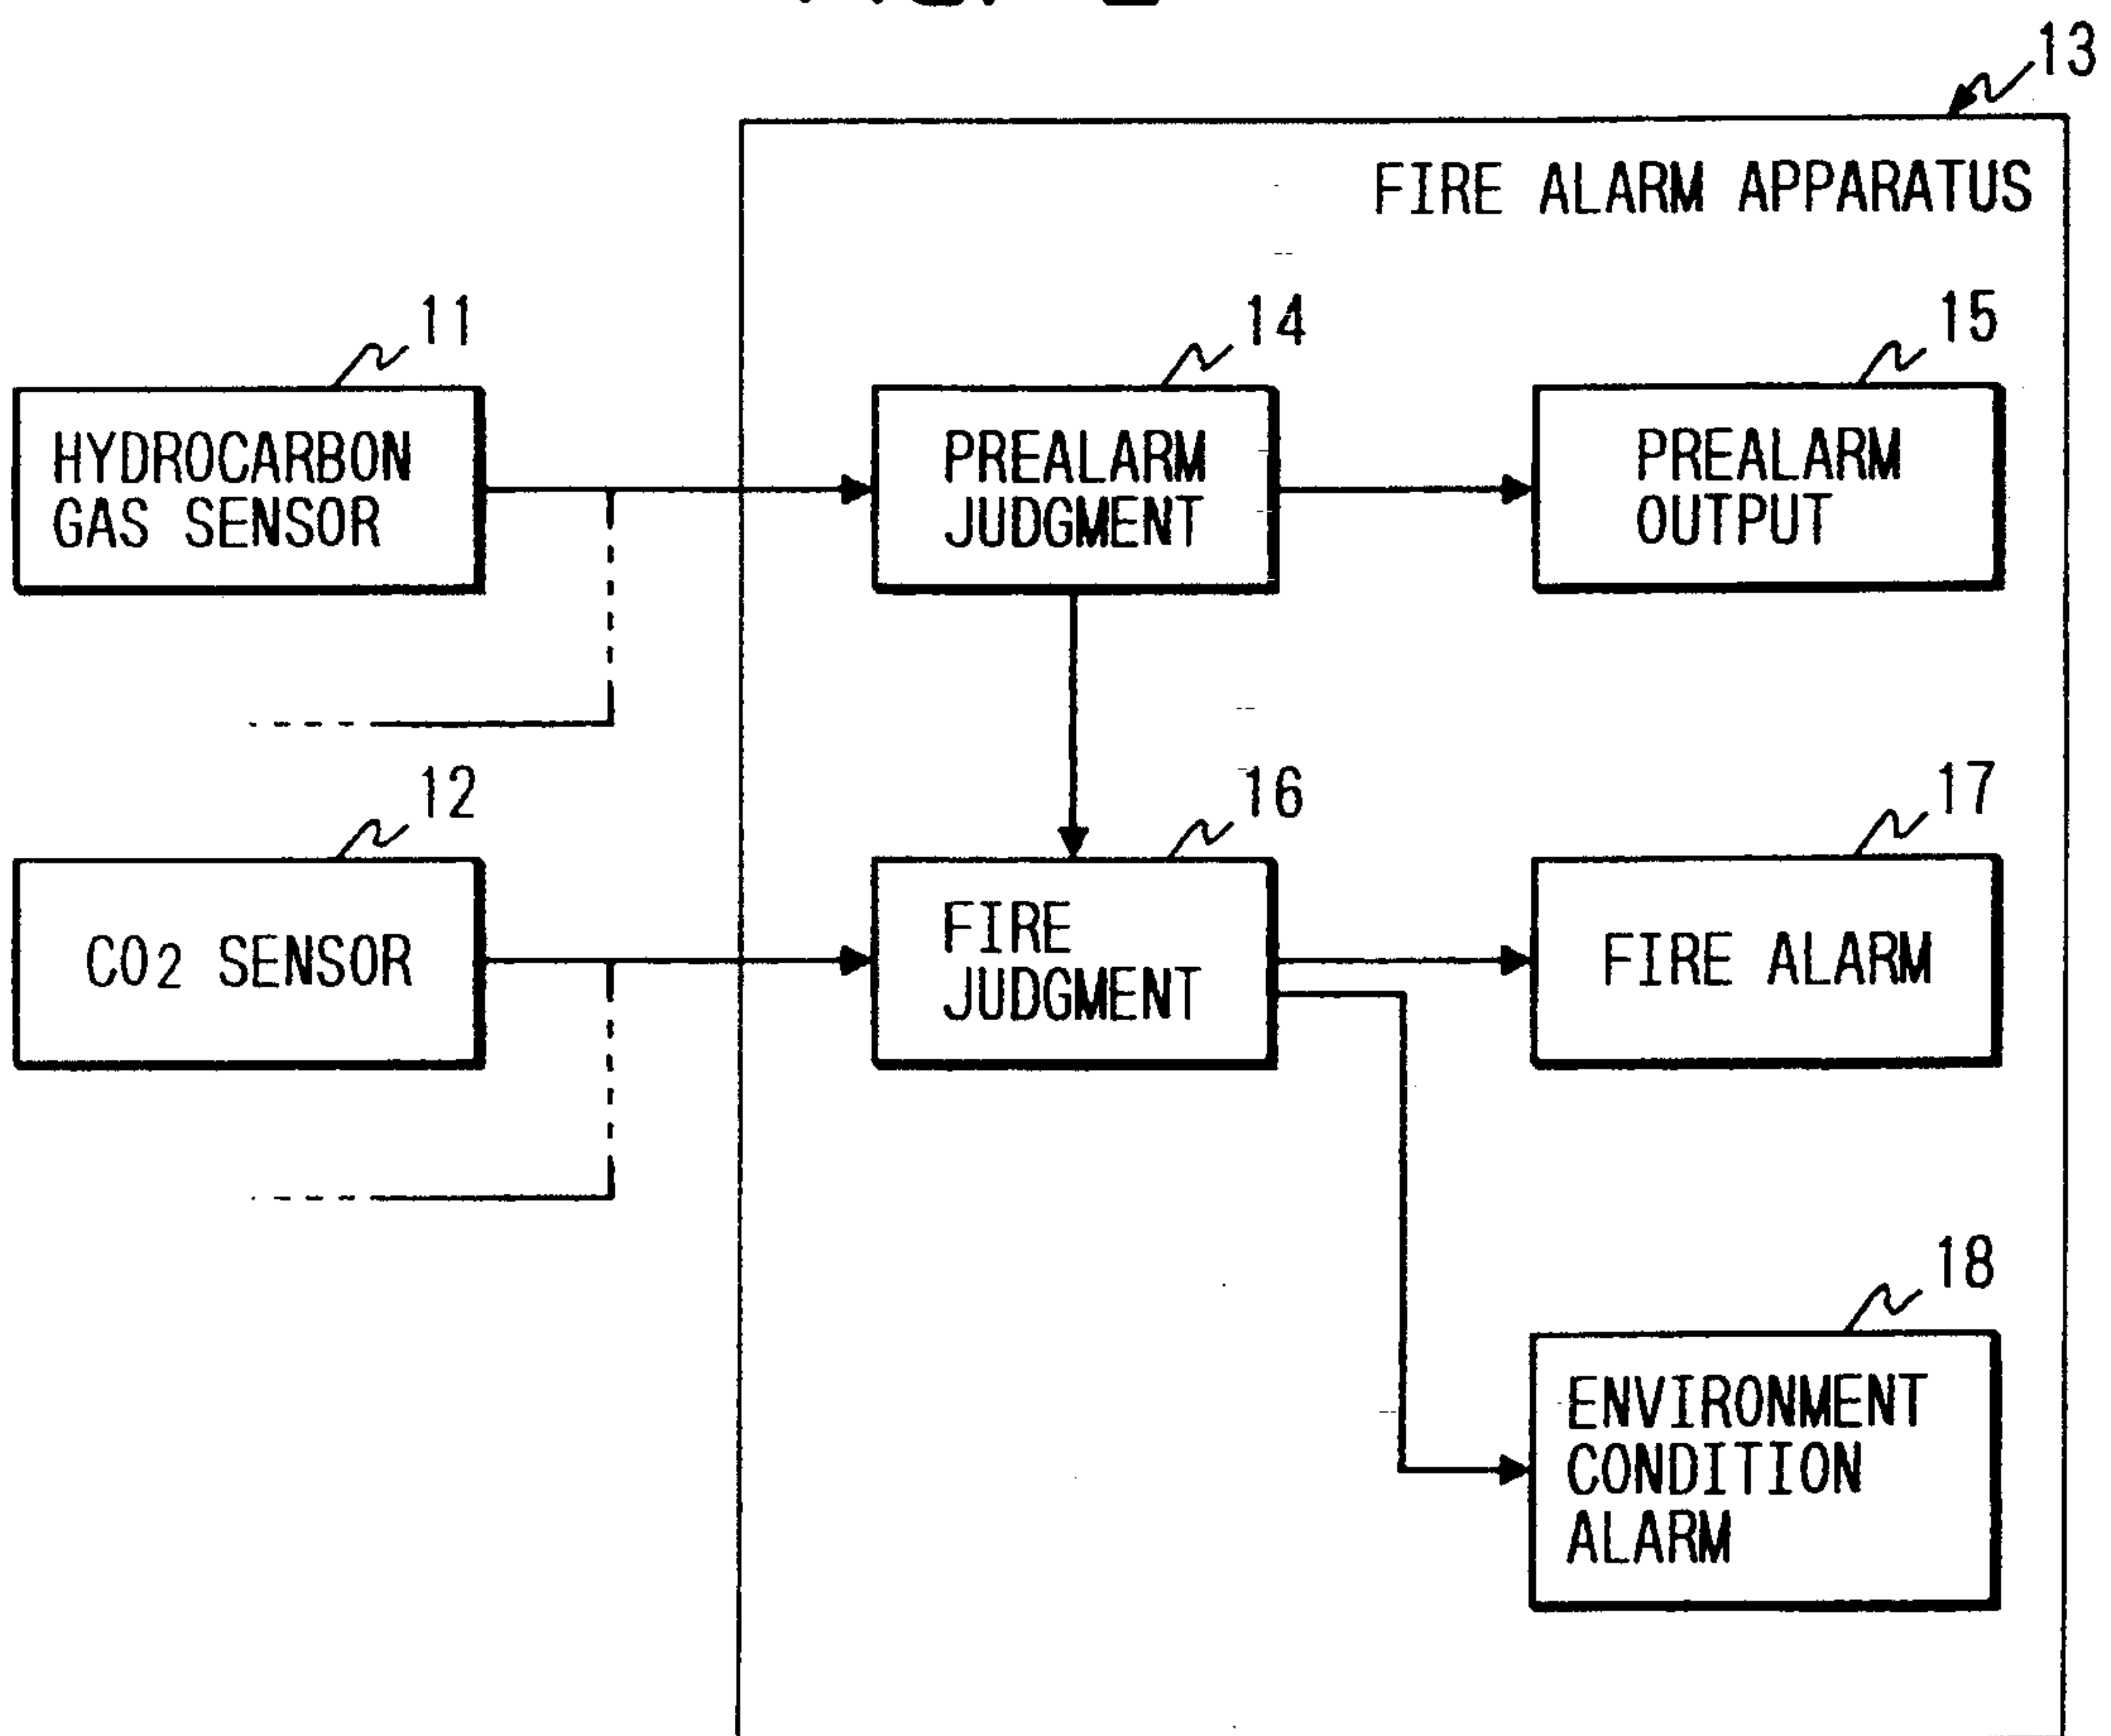 13
FIRE ALARM APPARATUS
11
14
15
HYDROCARBON
GAS SENSOR
PREALARM
JUDGMENT
PREALARM
OUTPUT
12
16
17
CO2 SENSOR
FIRE
JUDGMENT
FIRE ALARM
18
ENVIRONMENT
CONDITION
ALARM